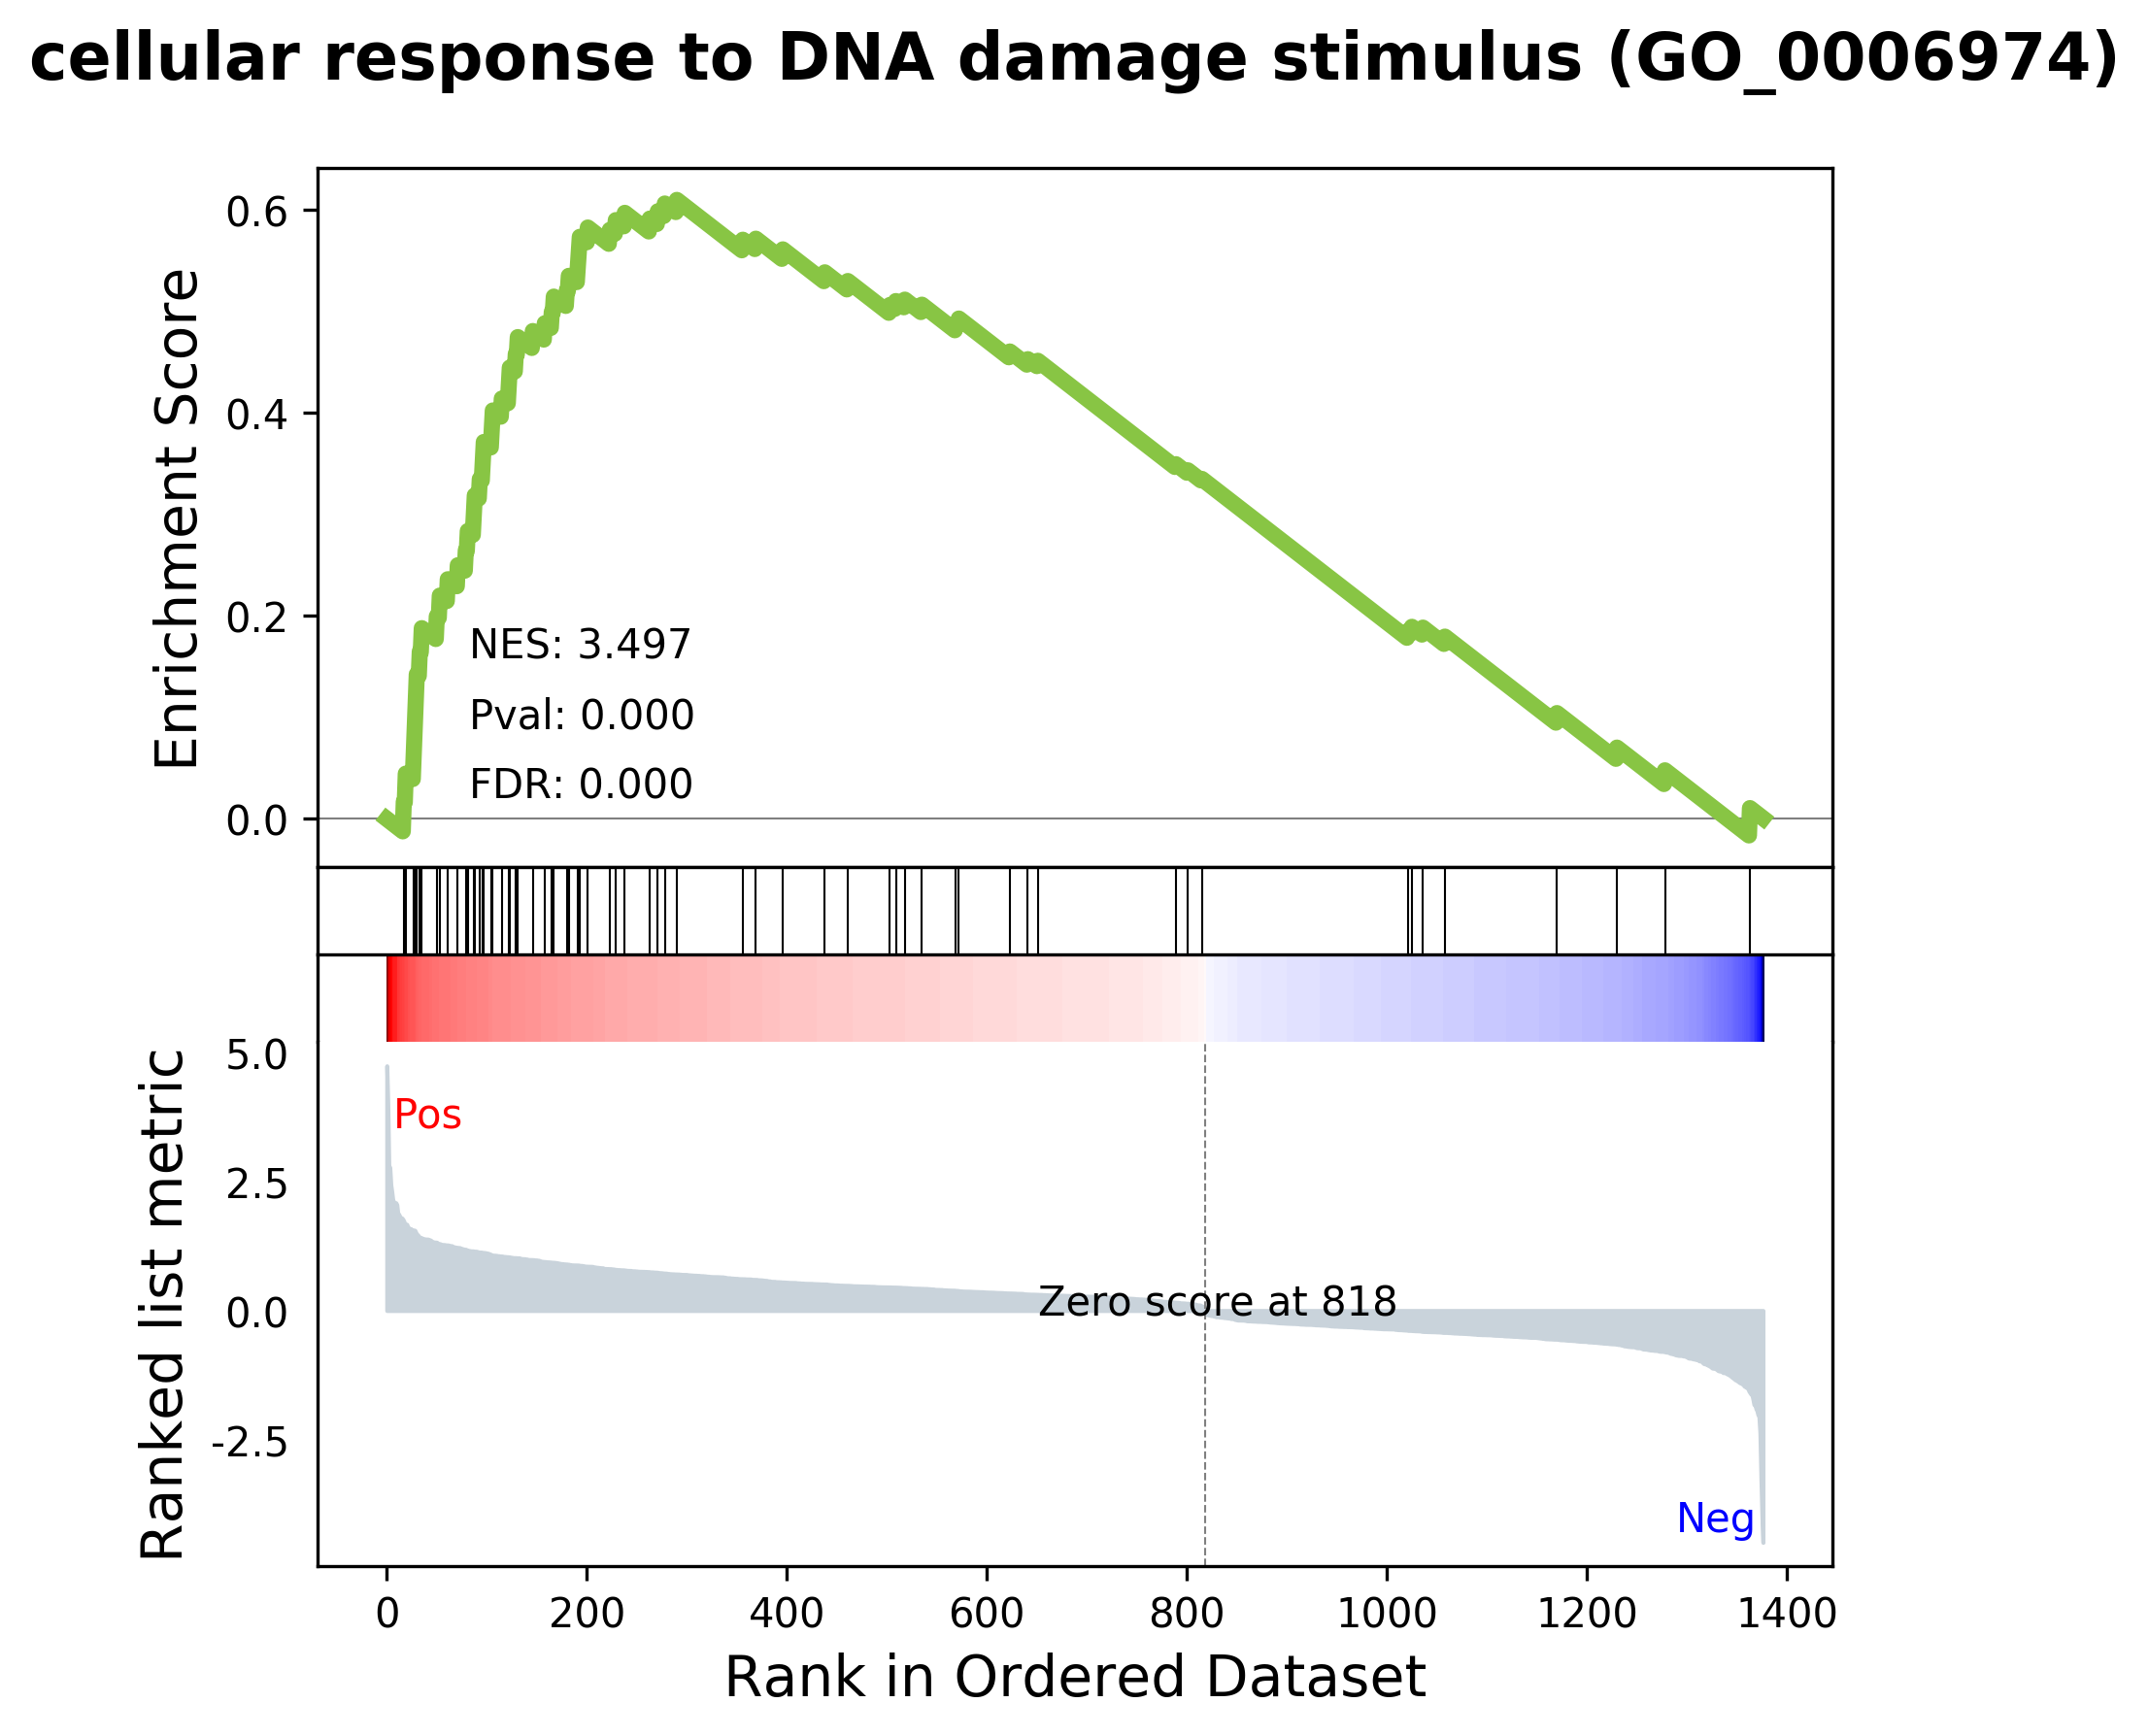 cellular response to DNA damage stimulus (GO_0006974)
Enrichment Score
0.6
0.4
0.2
0.0
NES: 3.497
Pval: 0.000
FDR: 0.000
Ranked list metric
5.0
2.5
0.0
-2.5
Pos
Zero score at 818
Neg
0 200 400 600 800 1000 1200 1400
Rank in Ordered Dataset